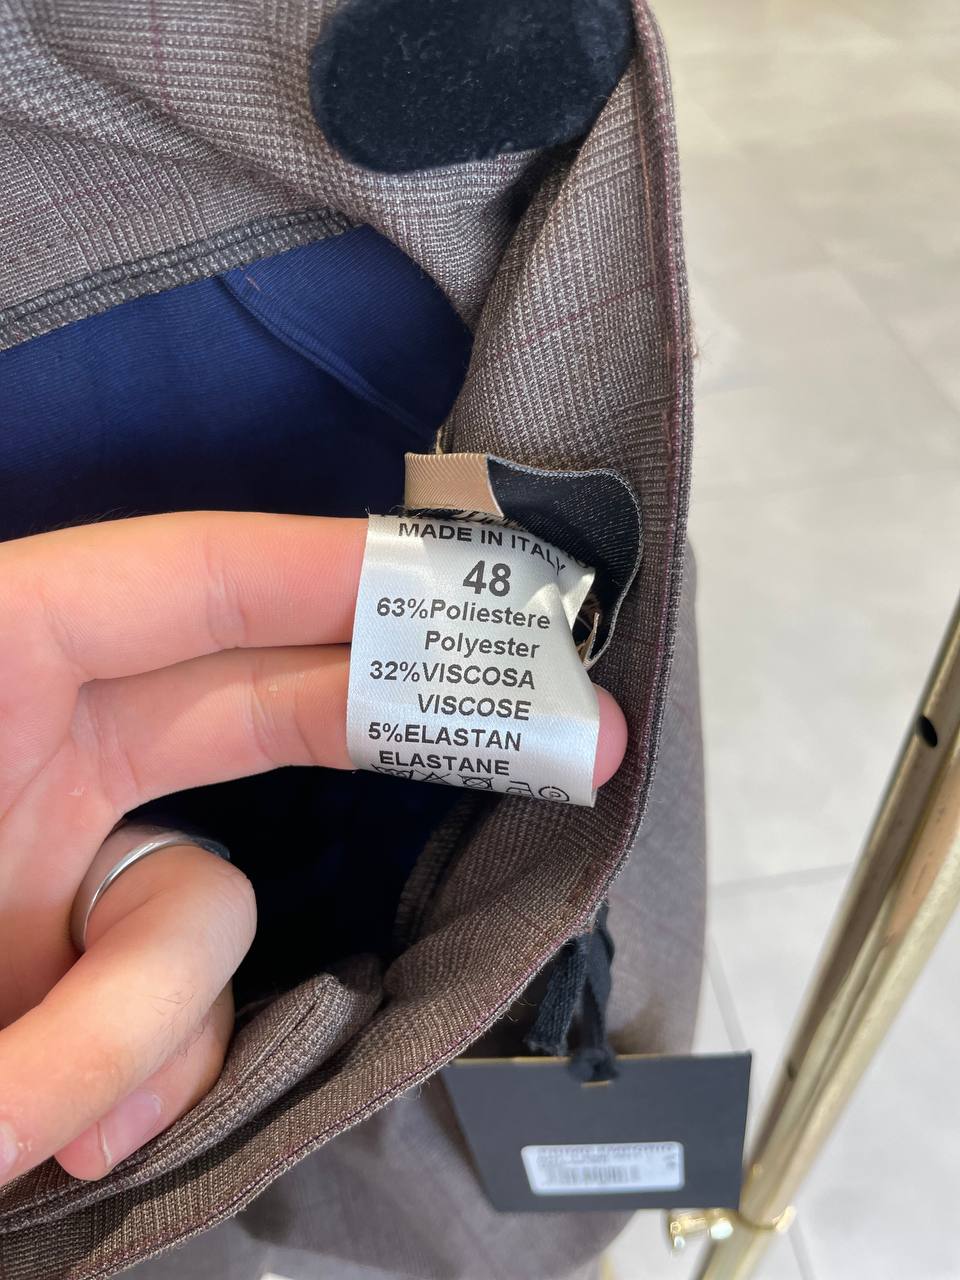 MADE IN ITALY
48
63%Poliestere
Polyester
32%VISCOSA
VISCOSE
5%ELASTAN
ELASTANE